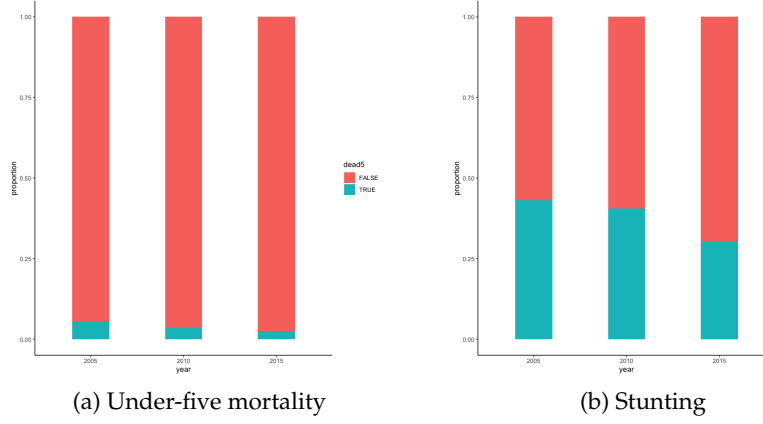 1.00
0.75
0.50
0.25
0.00
proportion
2005 2010 2015
year
dead5
FALSE
TRUE
(a) Under-five mortality
1.00
0.75
0.50
0.25
0.00
proportion
2005 2010 2015
year
(b) Stunting